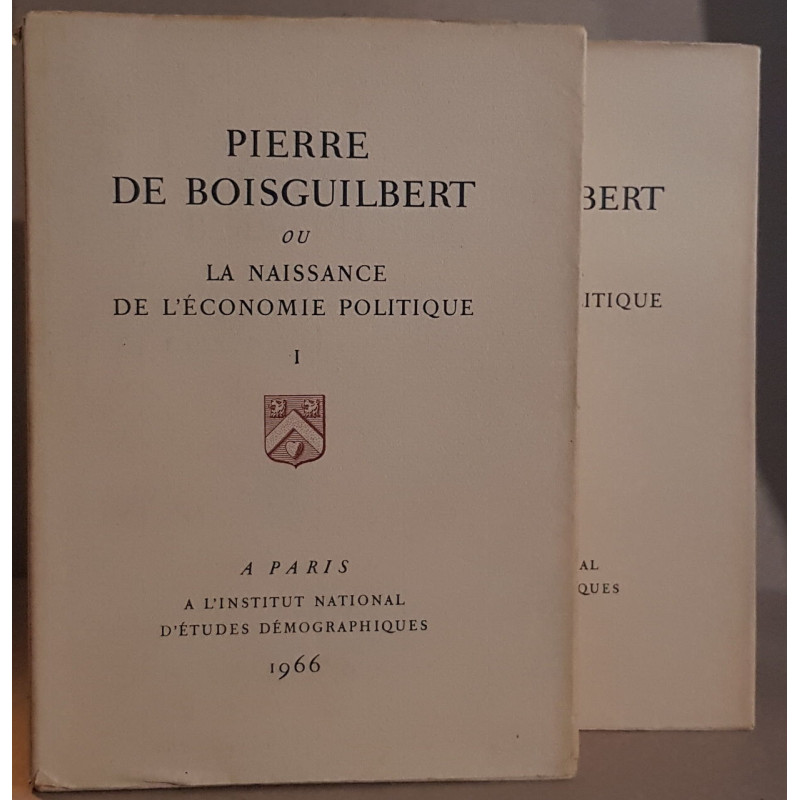 PIERRE
DE BOISGUILBERT
OU
LA NAISSANCE
DE L'ÉCONOMIE POLITIQUE
I
A PARIS
A L'INSTITUT NATIONAL
D'ÉTUDES DÉMOGRAPHIQUES
1966
BERT
ITIQUE
AL
QUES